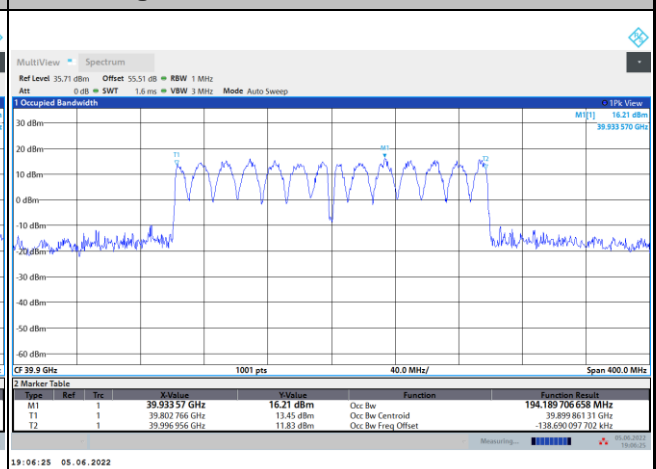 MultiView Spectrum
Ref Level 35.71 dBm Offset 55.51 dB RBW 1 MHz
Att 0 dB SWT 1.6 ms VBW 3 MHz Mode Auto Sweep
1 Occupied Bandwidth 1Pk View
M1[1] 16.21 dBm
39.933 570 GHz
30 dBm
20 dBm
T1 M1 T2
10 dBm
0 dBm
-10 dBm
-20 dBm
-30 dBm
-40 dBm
-50 dBm
-60 dBm
CF 39.9 GHz 1001 pts 40.0 MHz/ Span 400.0 MHz
2 Marker Table
Type Ref Trc X-Value Y-Value Function Function Result
M1 1 39.933 57 GHz 16.21 dBm Occ Bw 194.189 706 658 MHz
T1 1 39.802 766 GHz 13.45 dBm Occ Bw Centroid 39.899 861 31 GHz
T2 1 39.996 956 GHz 11.83 dBm Occ Bw Freq Offset -138.690 097 702 kHz
Measuring... 05.06.2022
19:06:25
19:06:25 05.06.2022